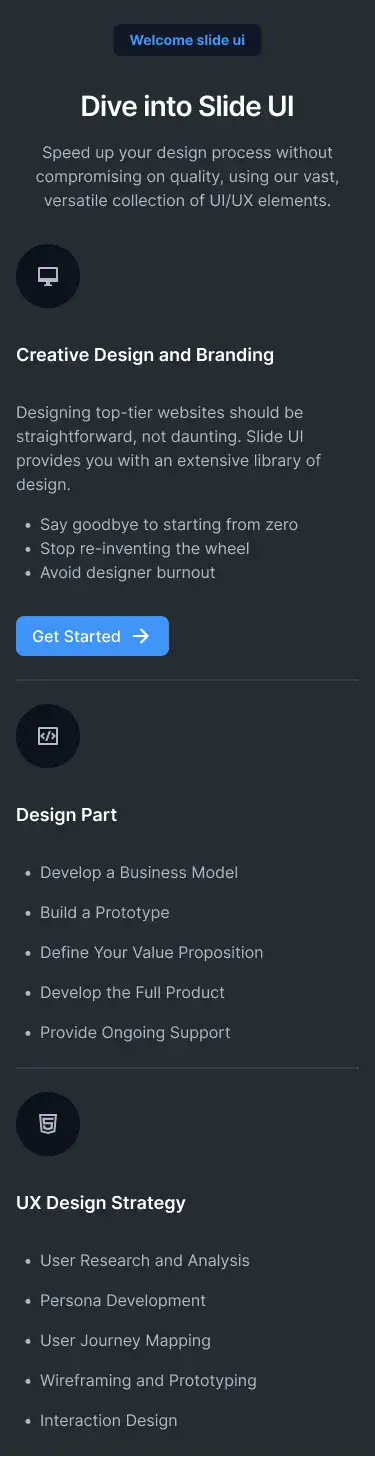 Welcome slide ui
Dive into Slide UI
Speed up your design process without
compromising on quality, using our vast,
versatile collection of UI/UX elements.
Creative Design and Branding
Designing top-tier websites should be
straightforward, not daunting. Slide UI
provides you with an extensive library of
design.
• Say goodbye to starting from zero
• Stop re-inventing the wheel
• Avoid designer burnout
Get Started
Design Part
• Develop a Business Model
• Build a Prototype
• Define Your Value Proposition
• Develop the Full Product
• Provide Ongoing Support
UX Design Strategy
• User Research and Analysis
• Persona Development
• User Journey Mapping
• Wireframing and Prototyping
• Interaction Design